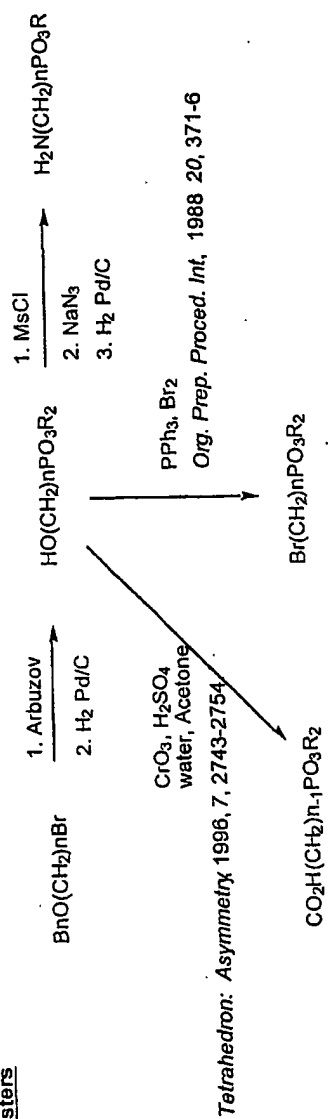 sters
BnO(CH₂)nBr
1. Arbuzov
2. H₂ Pd/C
HO(CH₂)nPO₃R₂
1. MsCl
2. NaN₃
3. H₂ Pd/C
H₂N(CH₂)nPO₃R
CrO₃, H₂SO₄
water, Acetone
Tetrahedron: Asymmetry, 1996, 7, 2743-2754.
PPh₃, Br₂
Org. Prep. Proced. Int, 1988 20, 371-6
CO₂H(CH₂)n-1PO₃R₂
Br(CH₂)nPO₃R₂